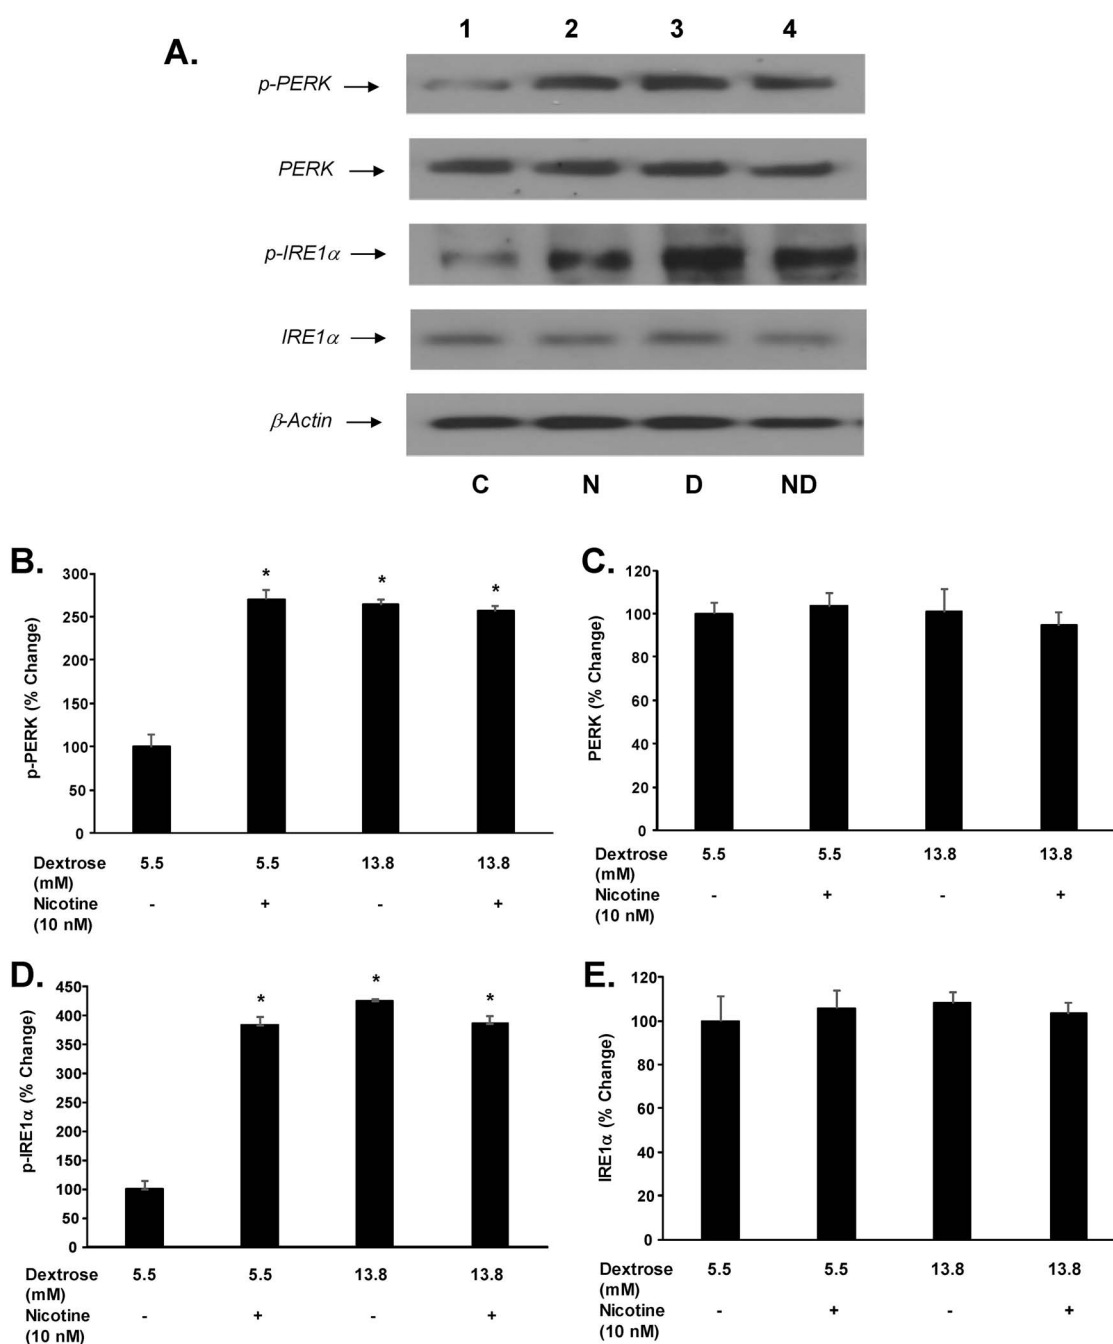 A.
1 2 3 4
p-PERK
PERK
p-IRE1α
IRE1α
β-Actin
C N D ND
B.
300
250
200
150
100
50
0
p-PERK (% Change)
* * *
Dextrose 5.5 5.5 13.8 13.8
(mM)
Nicotine - + - +
(10 nM)
C.
120
100
80
60
40
20
0
PERK (% Change)
Dextrose 5.5 5.5 13.8 13.8
(mM)
Nicotine - + - +
(10 nM)
D.
450
400
350
300
250
200
150
100
50
0
p-IRE1α (% Change)
* * *
Dextrose 5.5 5.5 13.8 13.8
(mM)
Nicotine - + - +
(10 nM)
E.
120
100
80
60
40
20
0
IRE1α (% Change)
Dextrose 5.5 5.5 13.8 13.8
(mM)
Nicotine - + - +
(10 nM)